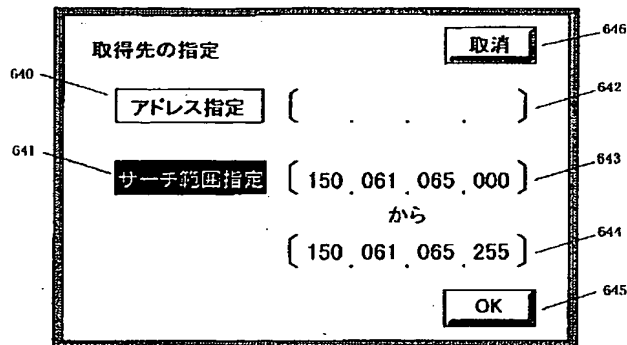 取得先の指定
取消
646
640
アドレス指定
[ . . . ]
642
641
サーチ範囲指定
[ 150 . 061 . 065 . 000 ]
643
から
[ 150 . 061 . 065 . 255 ]
644
OK
645